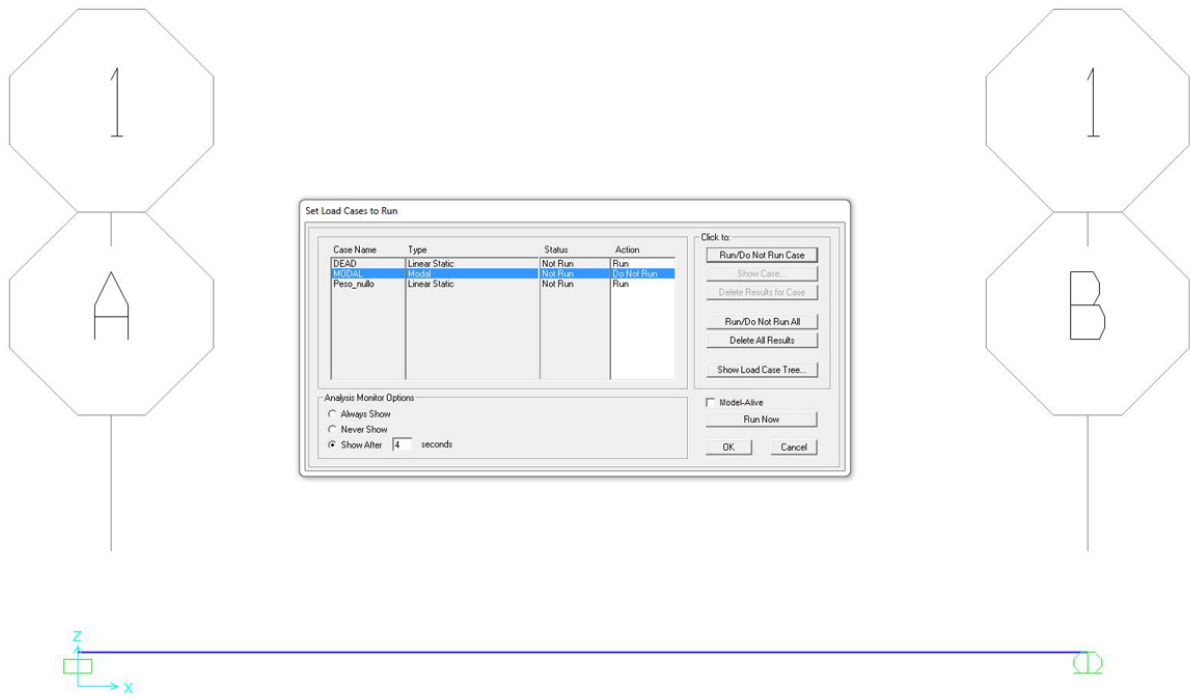 1
1
Set Load Cases to Run
Case Name Type Status Action
DEAD Linear Static Not Run Run
MODAL Modal Not Run Do Not Run
Peso_nullo Linear Static Not Run Run
Click to:
Run/Do Not Run Case
Show Case...
Delete Results for Case
Run/Do Not Run All
Delete All Results
Show Load Case Tree...
A
B
Analysis Monitor Options
Always Show
Never Show
Show After 4 seconds
Model-Alive
Run Now
OK Cancel
Z
X